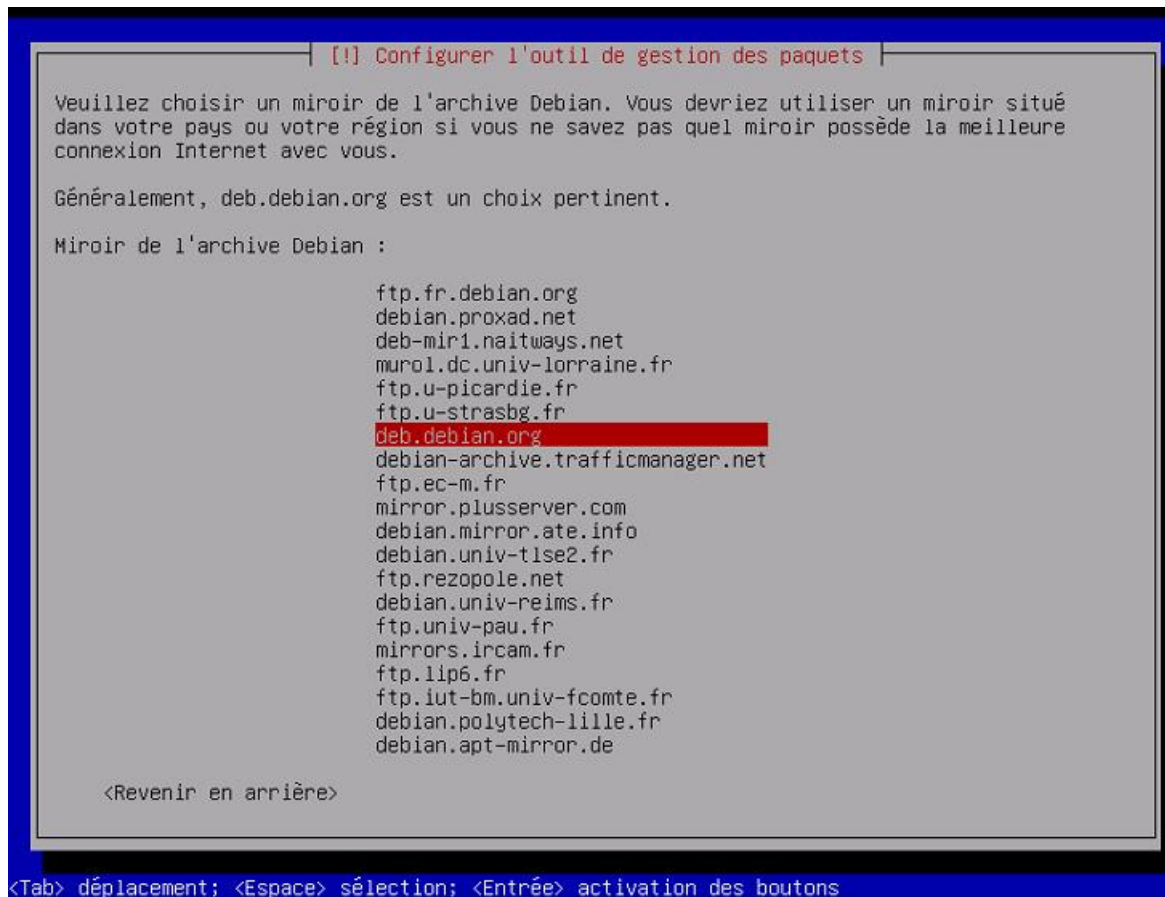 [!] Configurer l'outil de gestion des paquets
Veuillez choisir un miroir de l'archive Debian. Vous devriez utiliser un miroir situé
dans votre pays ou votre région si vous ne savez pas quel miroir possède la meilleure
connexion Internet avec vous.
Généralement, deb.debian.org est un choix pertinent.
Miroir de l'archive Debian :
ftp.fr.debian.org
debian.proxad.net
deb-mir1.naitways.net
murol.dc.univ-lorraine.fr
ftp.u-picardie.fr
ftp.u-strasbg.fr
deb.debian.org
debian-archive.trafficmanager.net
ftp.ec-m.fr
mirror.plusserver.com
debian.mirror.ate.info
debian.univ-tlse2.fr
ftp.rezopole.net
debian.univ-reims.fr
ftp.univ-pau.fr
mirrors.ircam.fr
ftp.lip6.fr
ftp.iut-bm.univ-fcomte.fr
debian.polytech-lille.fr
debian.apt-mirror.de
<Revenir en arrière>
<Tab> déplacement; <Espace> sélection; <Entrée> activation des boutons